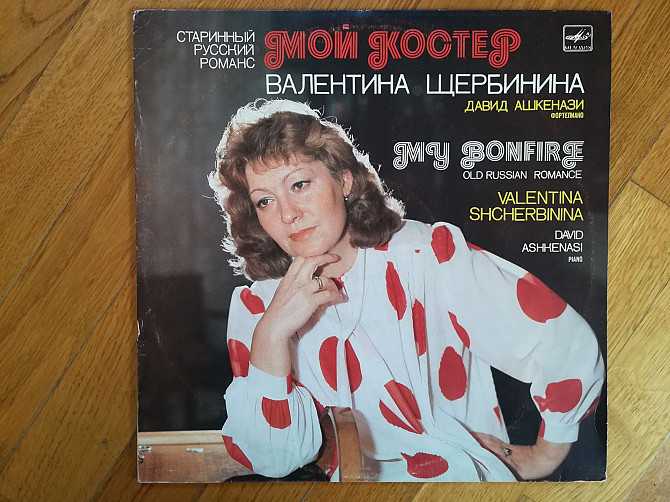 СТАРИННЫЙ
РУССКИЙ
РОМАНС
МОЙ КОСТЕР
ВАЛЕНТИНА ЩЕРБИНИНА
ДАВИД АШКЕНАЗИ
ФОРТЕПИАНО
MY BONFIRE
OLD RUSSIAN ROMANCE
VALENTINA
SHCHERBININA
DAVID
ASHKENASI
PIANO